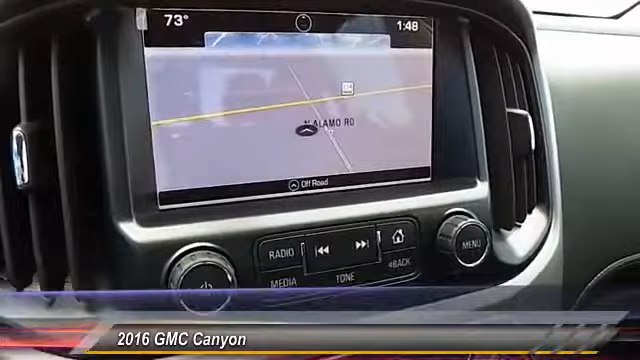 73° 1:48
N ALAMO RD
Off Road
RADIO
MENU
MEDIA TONE <BACK
2016 GMC Canyon